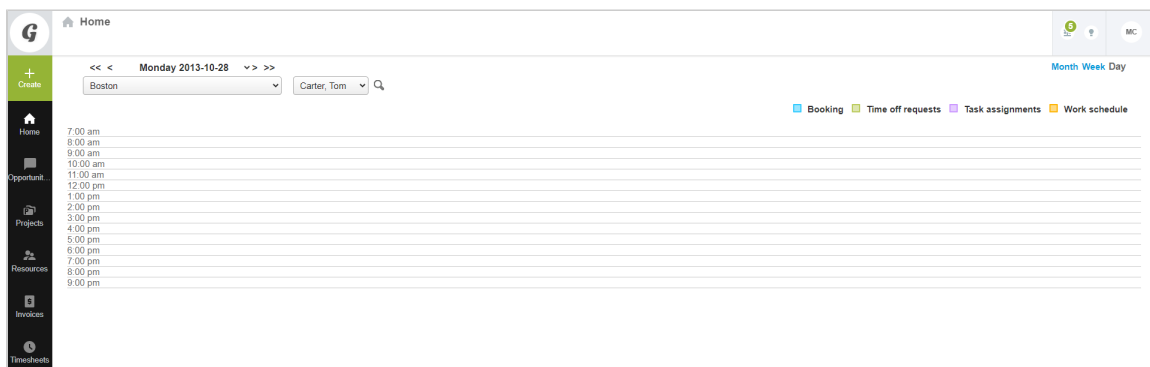 G
Home
5
MC
Create
<< < Monday 2013-10-28 > >>
Month Week Day
Boston
Carter, Tom
Booking Time off requests Task assignments Work schedule
Home
7:00 am
8:00 am
9:00 am
10:00 am
11:00 am
12:00 pm
1:00 pm
2:00 pm
3:00 pm
4:00 pm
5:00 pm
6:00 pm
7:00 pm
8:00 pm
9:00 pm
Opportunit...
Projects
Resources
Invoices
Timesheets